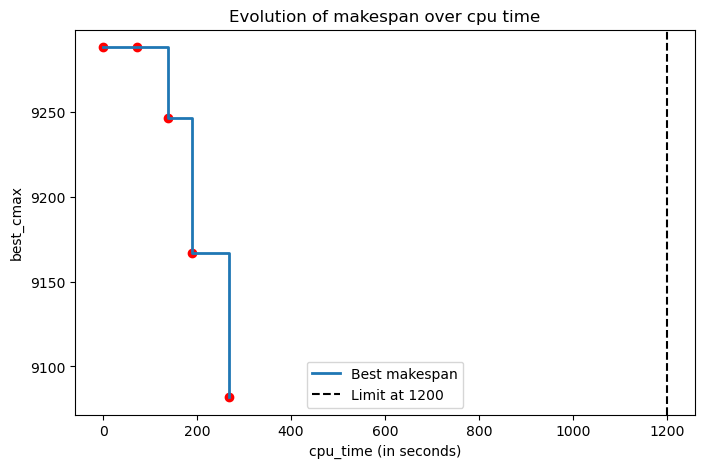 Evolution of makespan over cpu time
best_cmax
9250
9200
9150
9100
Best makespan
Limit at 1200
0
200
400
600
800
1000
1200
cpu_time (in seconds)